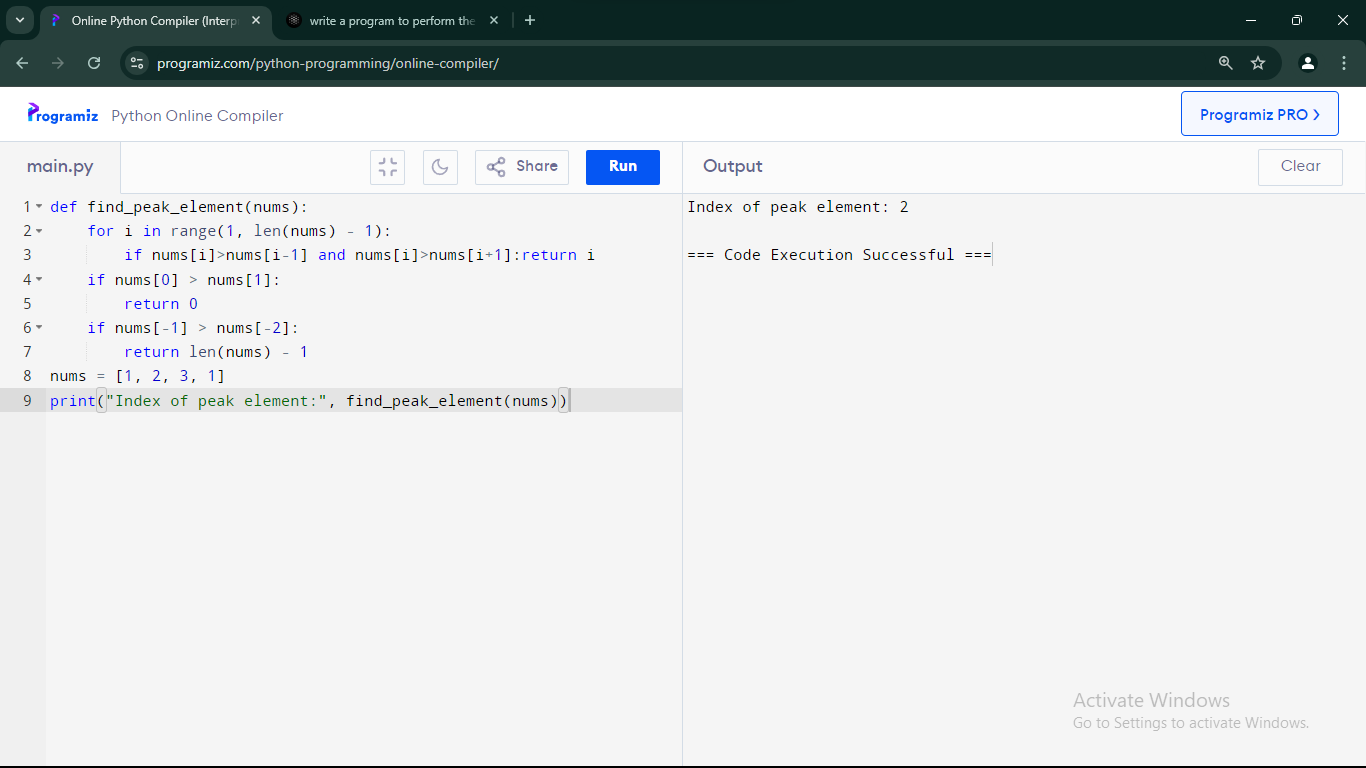 Online Python Compiler (Interp
write a program to perform the
programiz.com/python-programming/online-compiler/
Programiz Python Online Compiler
Programiz PRO >
main.py
Share
Run
Output
Clear
1 def find_peak_element(nums):
2     for i in range(1, len(nums) - 1):
3         if nums[i]>nums[i-1] and nums[i]>nums[i+1]:return i
4     if nums[0] > nums[1]:
5         return 0
6     if nums[-1] > nums[-2]:
7         return len(nums) - 1
8 nums = [1, 2, 3, 1]
9 print("Index of peak element:", find_peak_element(nums))
Index of peak element: 2
=== Code Execution Successful ===
Activate Windows
Go to Settings to activate Windows.